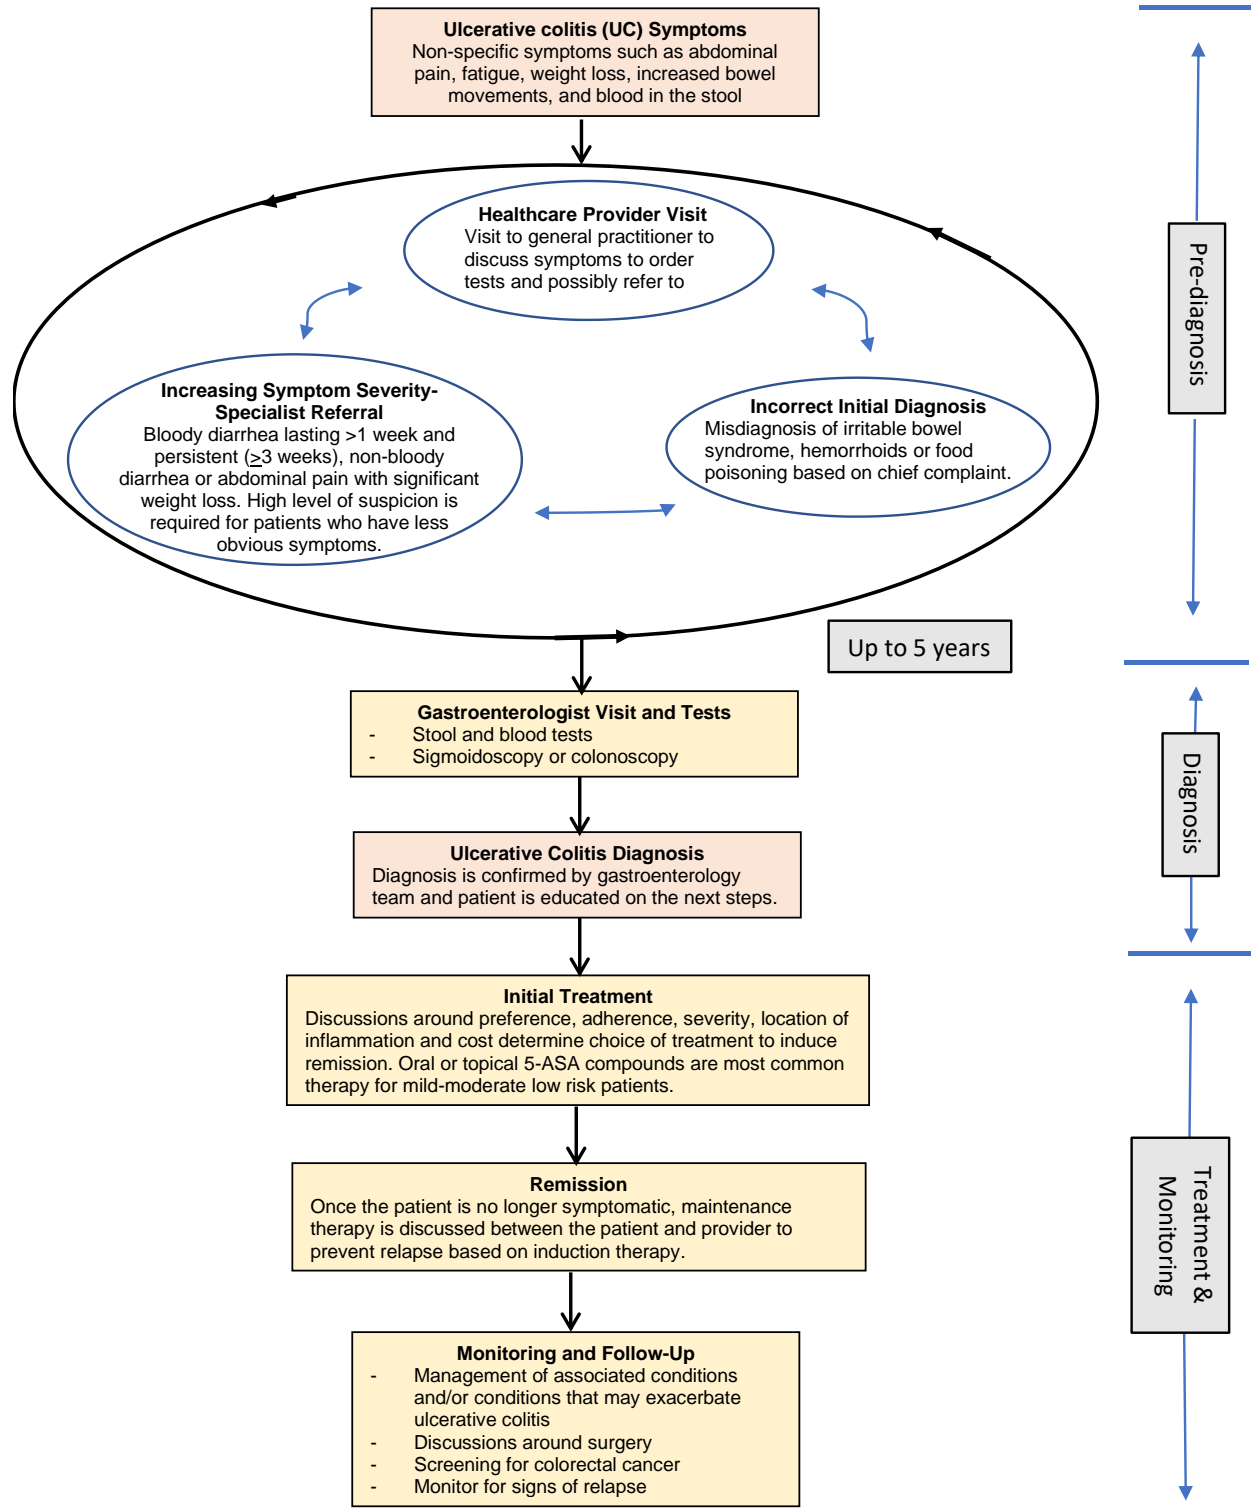 Ulcerative colitis (UC) Symptoms
Non-specific symptoms such as abdominal
pain, fatigue, weight loss, increased bowel
movements, and blood in the stool
Healthcare Provider Visit
Visit to general practitioner to
discuss symptoms to order
tests and possibly refer to
Increasing Symptom Severity-
Specialist Referral
Bloody diarrhea lasting >1 week and
persistent (≥3 weeks), non-bloody
diarrhea or abdominal pain with significant
weight loss. High level of suspicion is
required for patients who have less
obvious symptoms.
Incorrect Initial Diagnosis
Misdiagnosis of irritable bowel
syndrome, hemorrhoids or food
poisoning based on chief complaint.
Pre-diagnosis
Up to 5 years
Gastroenterologist Visit and Tests
- Stool and blood tests
- Sigmoidoscopy or colonoscopy
Ulcerative Colitis Diagnosis
Diagnosis is confirmed by gastroenterology
team and patient is educated on the next steps.
Diagnosis
Initial Treatment
Discussions around preference, adherence, severity, location of
inflammation and cost determine choice of treatment to induce
remission. Oral or topical 5-ASA compounds are most common
therapy for mild-moderate low risk patients.
Remission
Once the patient is no longer symptomatic, maintenance
therapy is discussed between the patient and provider to
prevent relapse based on induction therapy.
Treatment &
Monitoring
Monitoring and Follow-Up
- Management of associated conditions
and/or conditions that may exacerbate
ulcerative colitis
- Discussions around surgery
- Screening for colorectal cancer
- Monitor for signs of relapse